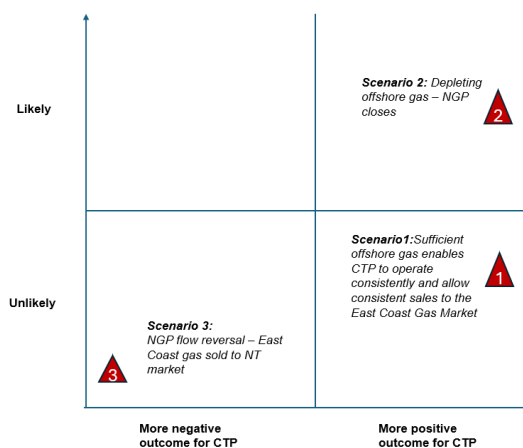 Likely
Scenario 2: Depleting
offshore gas – NGP
closes
2
Unlikely
Scenario1:Sufficient
offshore gas enables
CTP to operate
consistently and allow
consistent sales to the
East Coast Gas Market
1
Scenario 3:
NGP flow reversal – East
Coast gas sold to NT
market
3
More negative
outcome for CTP
More positive
outcome for CTP